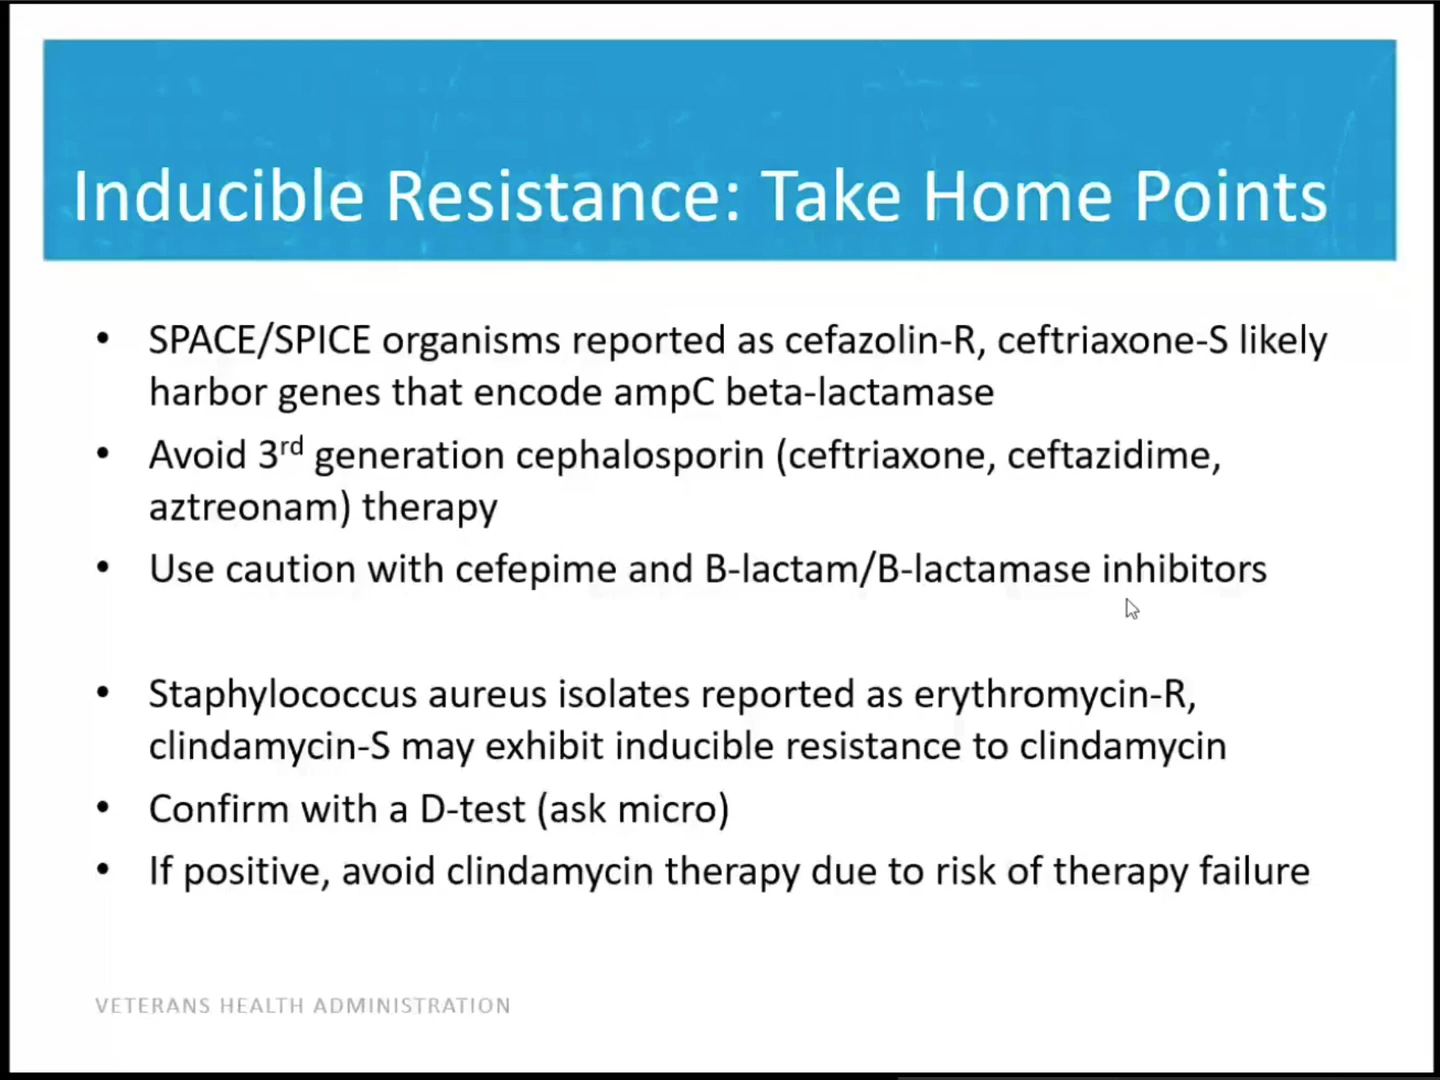 Inducible Resistance: Take Home Points
• SPACE/SPICE organisms reported as cefazolin-R, ceftriaxone-S likely
harbor genes that encode ampC beta-lactamase
• Avoid 3rd generation cephalosporin (ceftriaxone, ceftazidime,
aztreonam) therapy
• Use caution with cefepime and B-lactam/B-lactamase inhibitors
• Staphylococcus aureus isolates reported as erythromycin-R,
clindamycin-S may exhibit inducible resistance to clindamycin
• Confirm with a D-test (ask micro)
• If positive, avoid clindamycin therapy due to risk of therapy failure
VETERANS HEALTH ADMINISTRATION